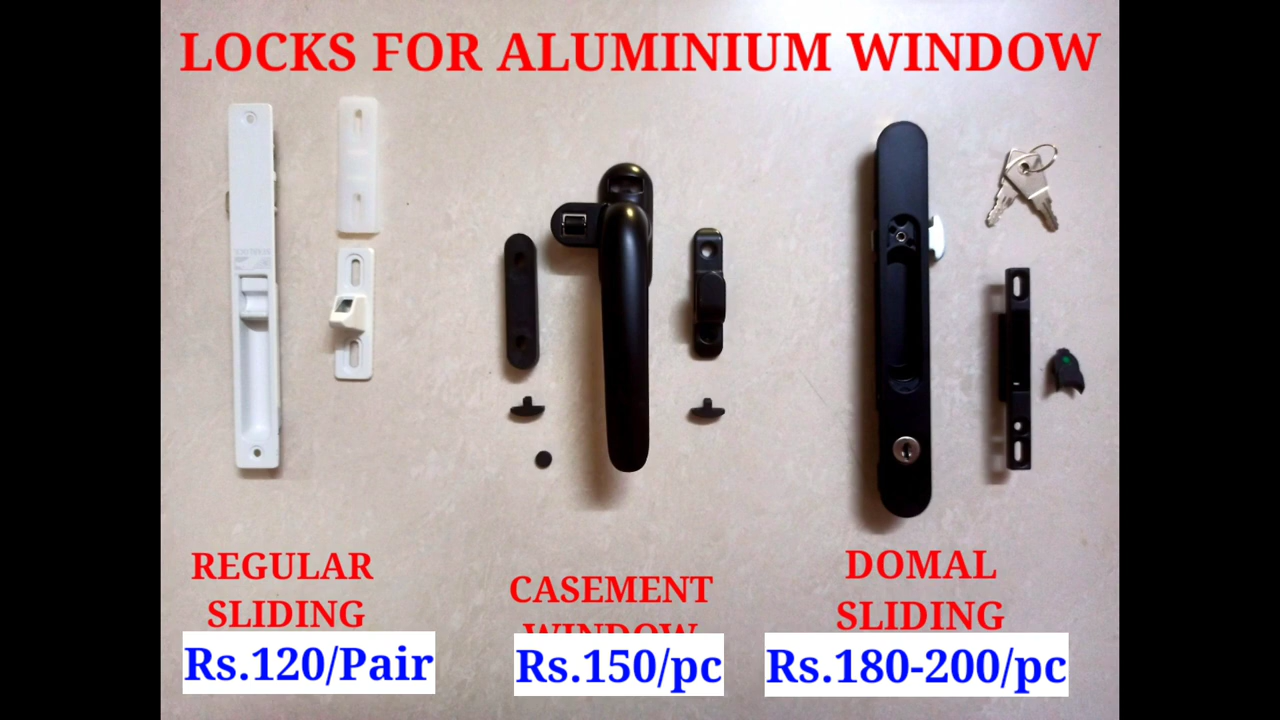 LOCKS FOR ALUMINIUM WINDOW
REGULAR
SLIDING
Rs.120/Pair
CASEMENT
WINDOW
Rs.150/pc
DOMAL
SLIDING
Rs.180-200/pc